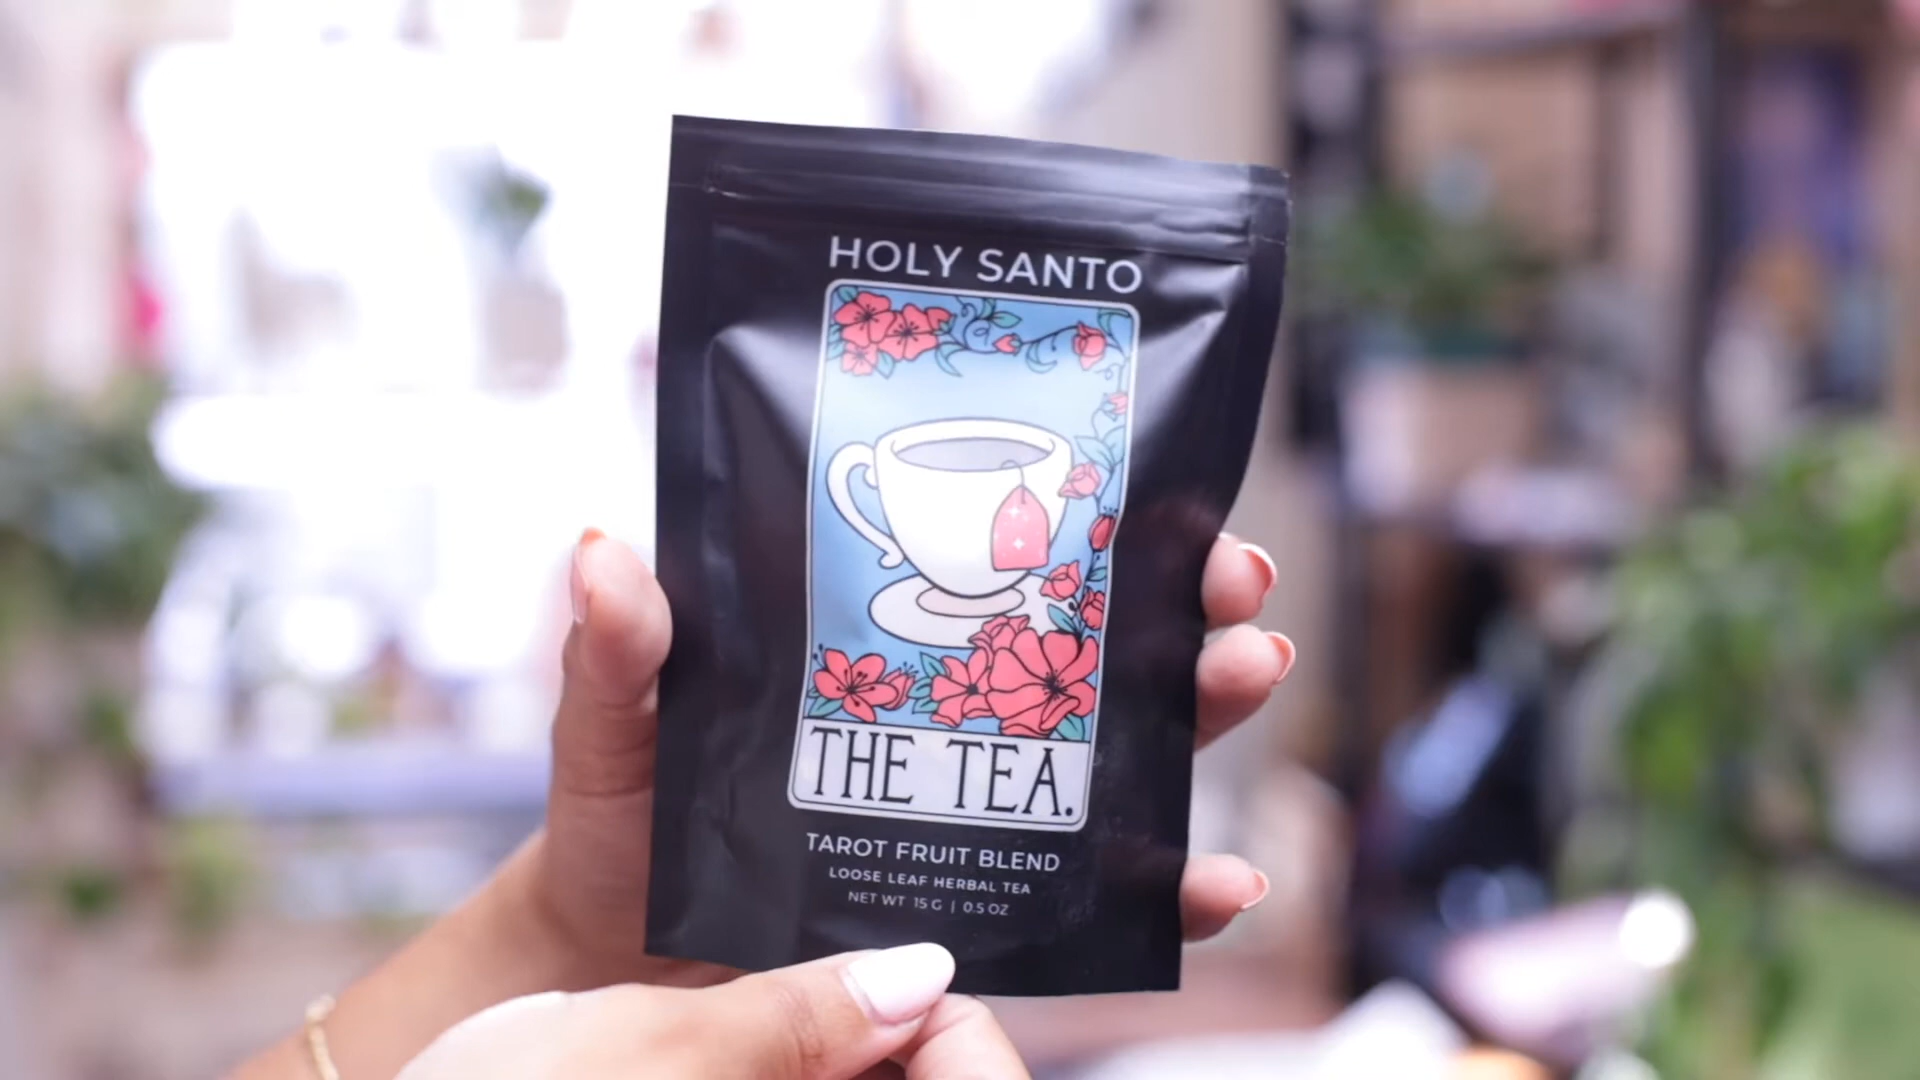 HOLY SANTO
THE TEA.
TAROT FRUIT BLEND
LOOSE LEAF HERBAL TEA
NET WT 15 G | 0.5 OZ